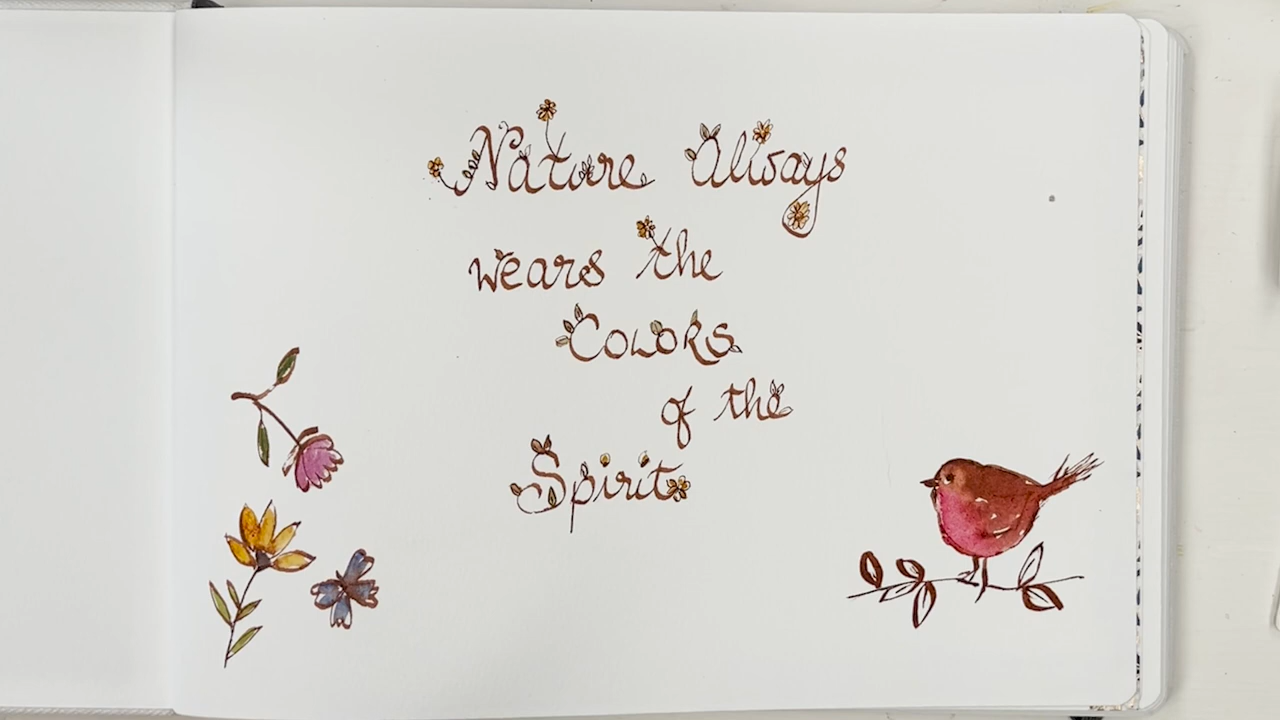 Nature Always
wears the
Colors
of the
Spirit